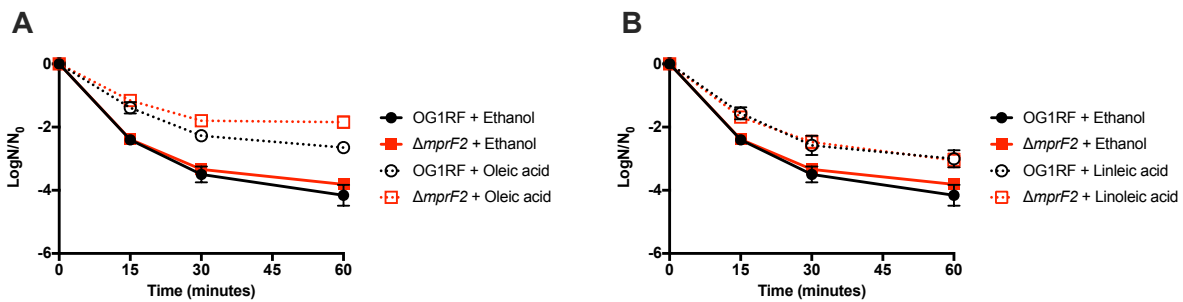 A
LogN/N0
0
-2
-4
-6
0
15
30
45
60
Time (minutes)
OG1RF + Ethanol
ΔmprF2 + Ethanol
OG1RF + Oleic acid
ΔmprF2 + Oleic acid
B
LogN/N0
0
-2
-4
-6
0
15
30
45
60
Time (minutes)
OG1RF + Ethanol
ΔmprF2 + Ethanol
OG1RF + Linleic acid
ΔmprF2 + Linoleic acid